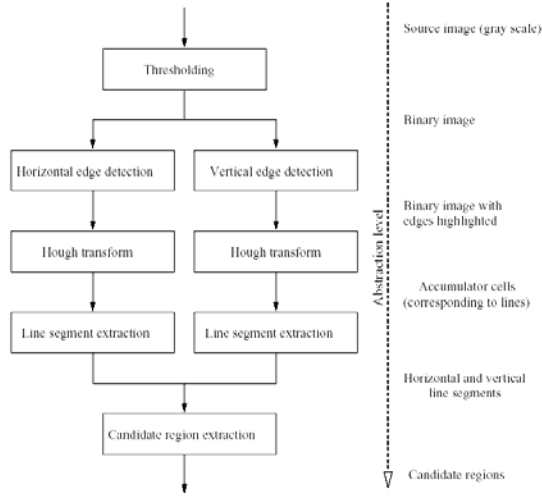 Source image (gray scale)
Thresholding
Binary image
Horizontal edge detection
Vertical edge detection
Binary image with
edges highlighted
Hough transform
Hough transform
Abstraction level
Accumulator cells
(corresponding to lines)
Line segment extraction
Line segment extraction
Horizontal and vertical
line segments
Candidate region extraction
Candidate regions